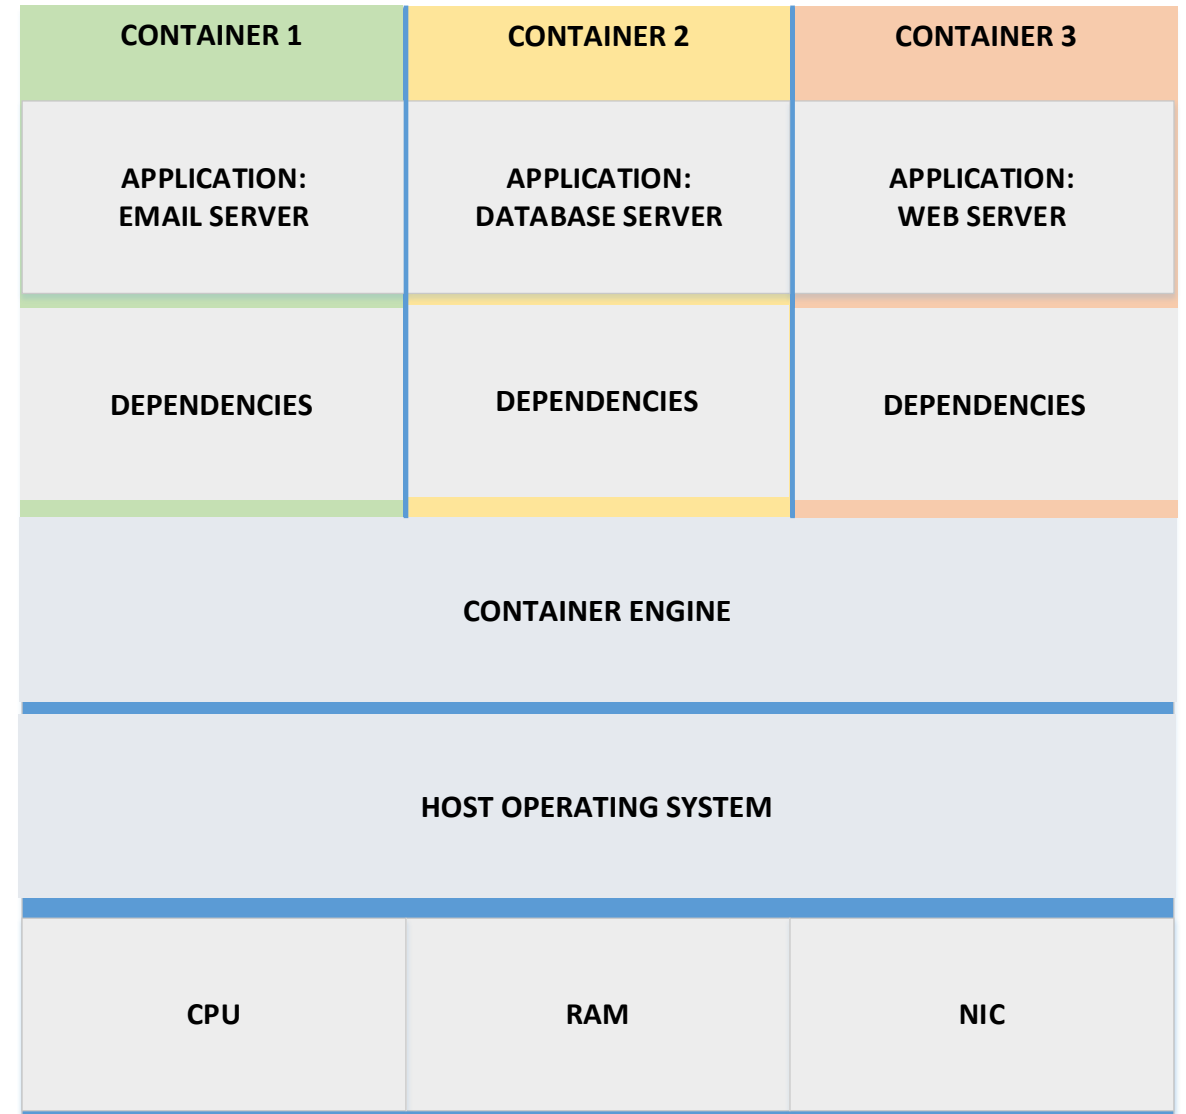 CONTAINER 1
CONTAINER 2
CONTAINER 3
APPLICATION:
EMAIL SERVER
APPLICATION:
DATABASE SERVER
APPLICATION:
WEB SERVER
DEPENDENCIES
DEPENDENCIES
DEPENDENCIES
CONTAINER ENGINE
HOST OPERATING SYSTEM
CPU
RAM
NIC